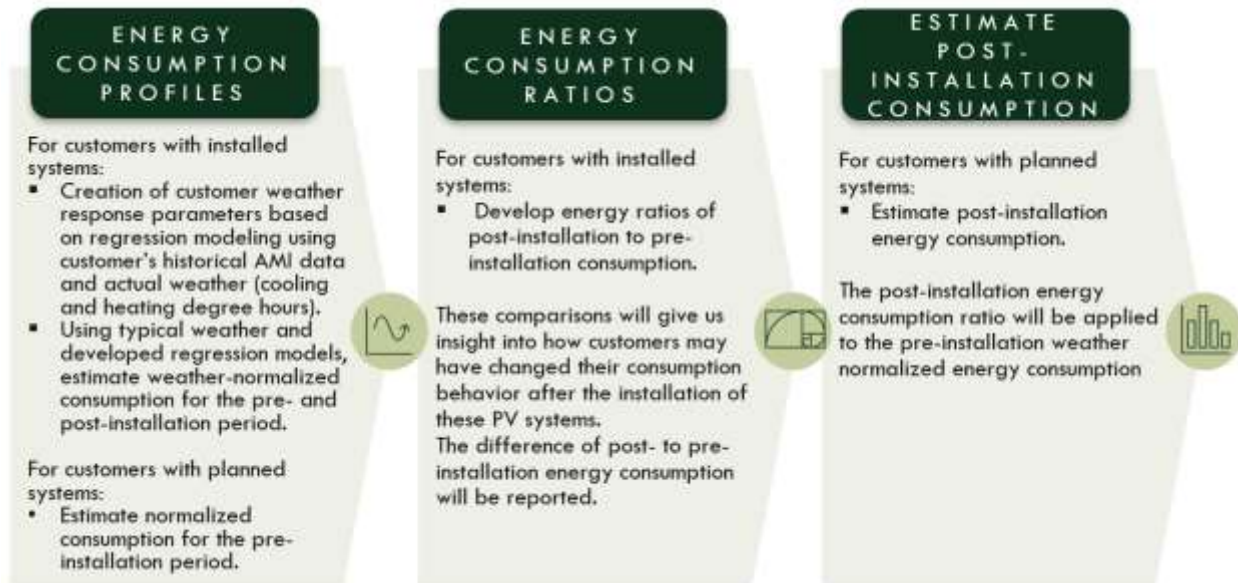 ENERGY
CONSUMPTION
PROFILES
For customers with installed
systems:
▪ Creation of customer weather
response parameters based
on regression modeling using
customer's historical AMI data
and actual weather (cooling
and heating degree hours).
▪ Using typical weather and
developed regression models,
estimate weather-normalized
consumption for the pre- and
post-installation period.
For customers with planned
systems:
• Estimate normalized
consumption for the pre-
installation period.
ENERGY
CONSUMPTION
RATIOS
For customers with installed
systems:
▪ Develop energy ratios of
post-installation to pre-
installation consumption.
These comparisons will give us
insight into how customers may
have changed their consumption
behavior after the installation of
these PV systems.
The difference of post- to pre-
installation energy consumption
will be reported.
ESTIMATE
POST-
INSTALLATION
CONSUMPTION
For customers with planned
systems:
▪ Estimate post-installation
energy consumption.
The post-installation energy
consumption ratio will be applied
to the pre-installation weather
normalized energy consumption